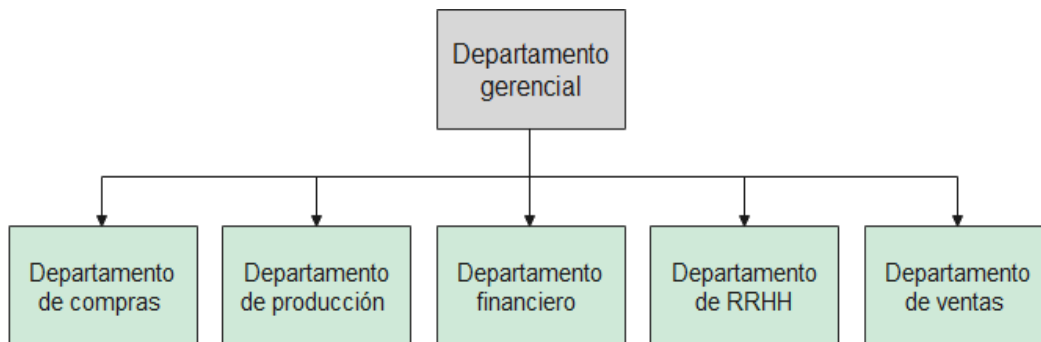 Departamento
gerencial
Departamento
de compras
Departamento
de producción
Departamento
financiero
Departamento
de RRHH
Departamento
de ventas